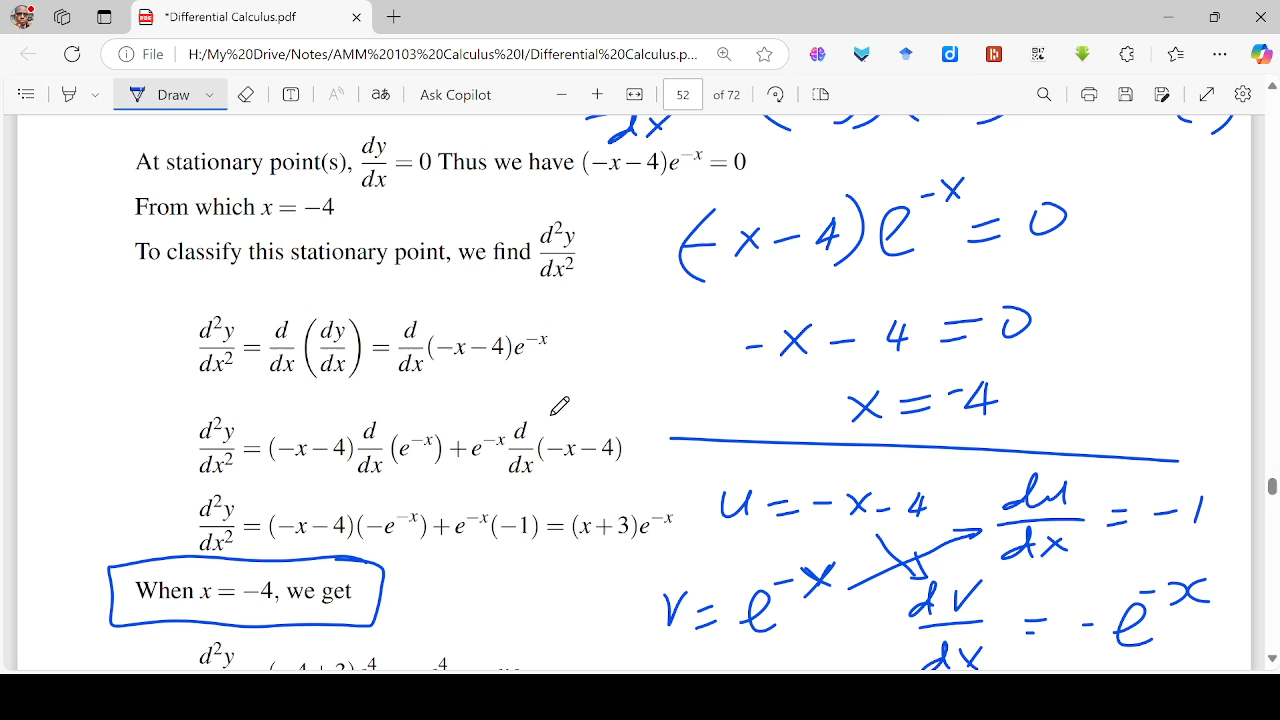 *Differential Calculus.pdf
File H:/My%20Drive/Notes/AMM%20103%20Calculus%20I/Differential%20Calculus.p...
Draw Ask Copilot 52 of 72
At stationary point(s), dy/dx = 0 Thus we have (−x−4)e^{−x} = 0
From which x = −4
To classify this stationary point, we find d²y/dx²
d²y/dx² = d/dx (dy/dx) = d/dx (−x−4)e^{−x}
d²y/dx² = (−x−4) d/dx (e^{−x}) + e^{−x} d/dx (−x−4)
d²y/dx² = (−x−4)(−e^{−x}) + e^{−x}(−1) = (x+3)e^{−x}
When x = −4, we get
d²y
dx
(−x−4)e^{−x} = 0
-x − 4 = 0
x = -4
u = −x − 4 du/dx = −1
v = e^{−x} dv/dx = -e^{−x}